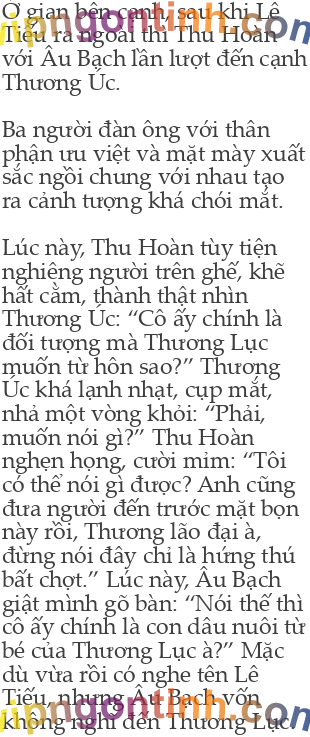 Ở gian bên cạnh, sau khi Lê
Tiếu ra ngoài thì Thu Hoàn
với Âu Bạch lần lượt đến cạnh
Thương Úc.
Ba người đàn ông với thân
phận ưu việt và mặt mày xuất
sắc ngồi chung với nhau tạo
ra cảnh tượng khá chói mắt.
Lúc này, Thu Hoàn tùy tiện
nghiêng người trên ghế, khẽ
hất cằm, thành thật nhìn
Thương Úc: “Cô ấy chính là
đối tượng mà Thương Lục
muốn từ hôn sao?” Thương
Úc khá lạnh nhạt, cụp mắt,
nhả một vòng khỏi: “Phải,
muốn nói gì?” Thu Hoàn
nghẹn họng, cười mỉm: “Tôi
có thể nói gì được? Anh cũng
đưa người đến trước mặt bọn
này rồi, Thương lão đại à,
đừng nói đây chi là hứng thú
bất chợt.” Lúc này, Âu Bạch
giật mình gõ bàn: “Nói thế thì
cô ấy chính là con dâu nuôi từ
bé của Thương Lục à?” Mặc
dù vừa rồi có nghe tên Lê
Tiếu, nhưng Âu Bạch vốn
không nghĩ đến Thương Lục